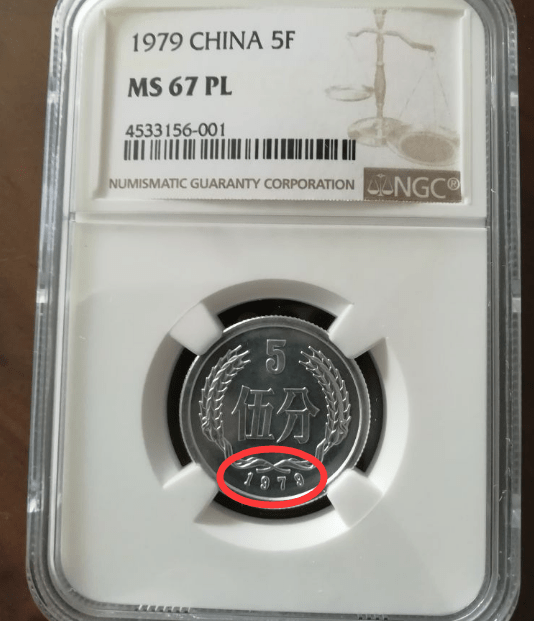 1979 CHINA 5F
MS 67 PL
4533156-001
NUMISMATIC GUARANTY CORPORATION
NGC®
5
伍分
1979